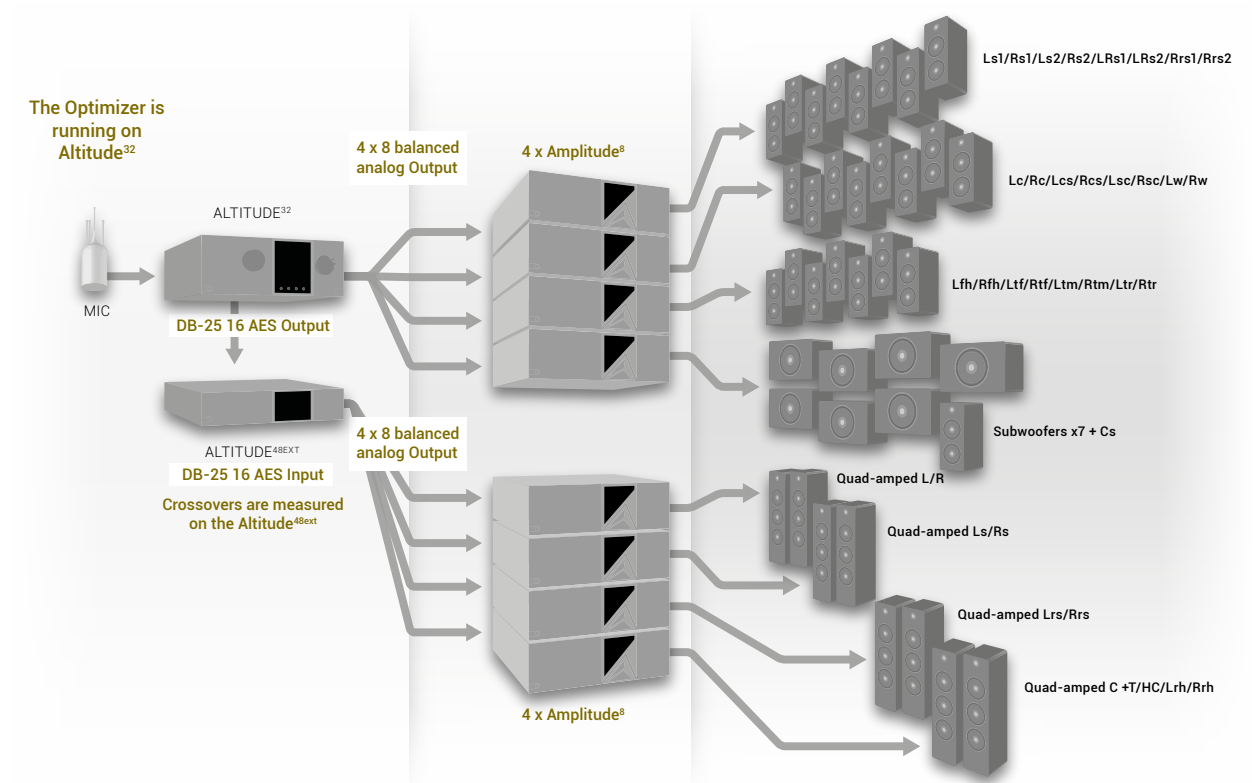 The Optimizer is
running on
Altitude³²
4 x 8 balanced
analog Output
4 x Amplitude⁸
Ls1/Rs1/Ls2/Rs2/LRs1/LRs2/Rrs1/Rrs2
Lc/Rc/Lcs/Rcs/Lsc/Rsc/Lw/Rw
Lfh/Rfh/Ltf/Rtf/Ltm/Rtm/Ltr/Rtr
Subwoofers x7 + Cs
ALTITUDE³²
MIC
DB-25 16 AES Output
ALTITUDE⁴⁸ᴱˣᵀ
DB-25 16 AES Input
Crossovers are measured
on the Altitude⁴⁸ᵉˣᵗ
4 x 8 balanced
analog Output
4 x Amplitude⁸
Quad-amped L/R
Quad-amped Ls/Rs
Quad-amped Lrs/Rrs
Quad-amped C +T/HC/Lrh/Rrh